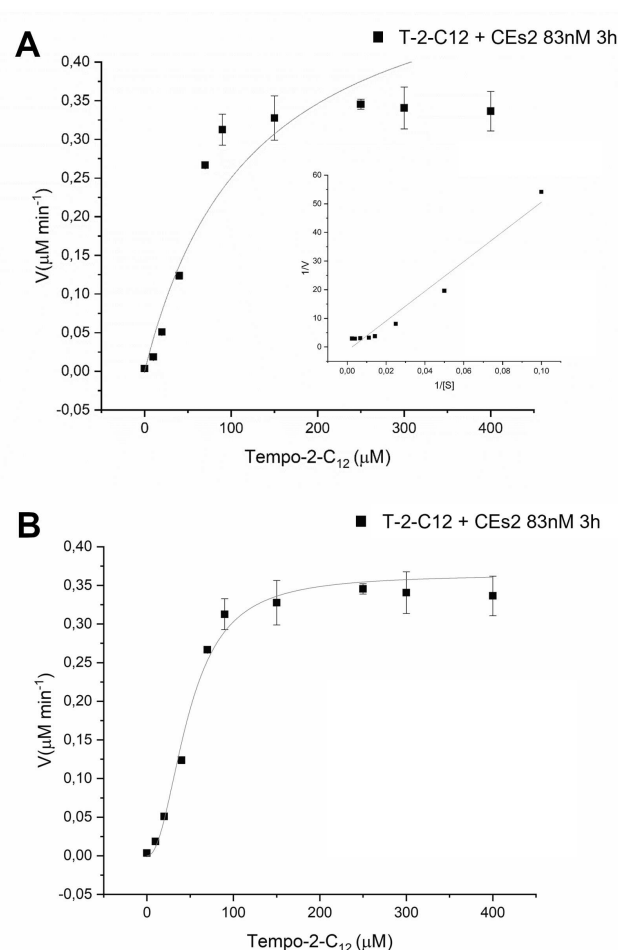 A
T-2-C12 + CEs2 83nM 3h
0,40
0,35
0,30
0,25
0,20
0,15
0,10
0,05
0,00
-0,05
V(μM min⁻¹)
0 100 200 300 400
Tempo-2-C₁₂ (μM)
60
50
40
30
20
10
0
1/V
0,00 0,02 0,04 0,06 0,08 0,10
1/[S]
B
T-2-C12 + CEs2 83nM 3h
0,40
0,35
0,30
0,25
0,20
0,15
0,10
0,05
0,00
-0,05
V(μM min⁻¹)
0 100 200 300 400
Tempo-2-C₁₂ (μM)